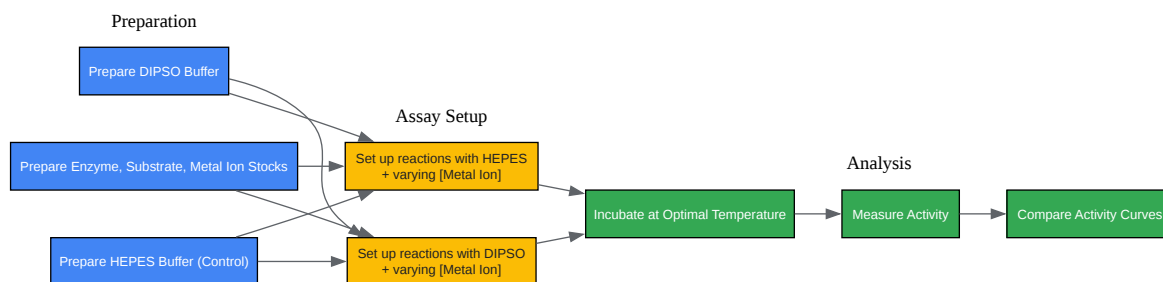 Preparation
Prepare DIPSO Buffer
Assay Setup
Prepare Enzyme, Substrate, Metal Ion Stocks
Set up reactions with HEPES
+ varying [Metal Ion]
Analysis
Incubate at Optimal Temperature
Measure Activity
Compare Activity Curves
Prepare HEPES Buffer (Control)
Set up reactions with DIPSO
+ varying [Metal Ion]